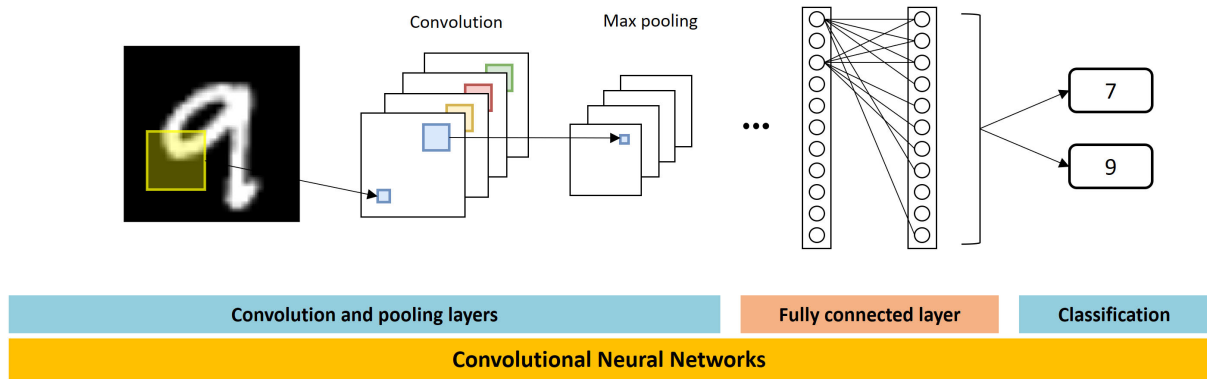 Convolution
Max pooling
...
7
9
Convolution and pooling layers
Fully connected layer
Classification
Convolutional Neural Networks